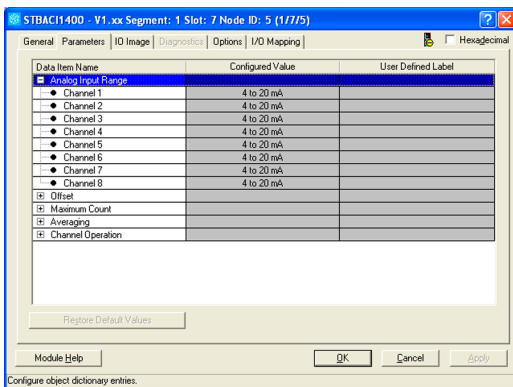 STBACI1400 - V1.xx Segment: 1 Slot: 7 Node ID: 5 (1/7/5)
General Parameters IO Image Diagnostics Options I/O Mapping Hexadecimal
Data Item Name Configured Value User Defined Label
Analog Input Range
Channel 1 4 to 20 mA
Channel 2 4 to 20 mA
Channel 3 4 to 20 mA
Channel 4 4 to 20 mA
Channel 5 4 to 20 mA
Channel 6 4 to 20 mA
Channel 7 4 to 20 mA
Channel 8 4 to 20 mA
Offset
Maximum Count
Averaging
Channel Operation
Restore Default Values
Module Help OK Cancel Apply
Configure object dictionary entries.